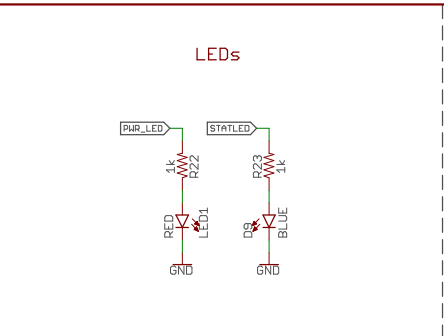 LEDs
PWR_LED
STATLED
1k
R22
R23
1k
RED
LED1
D9
BLUE
GND
GND